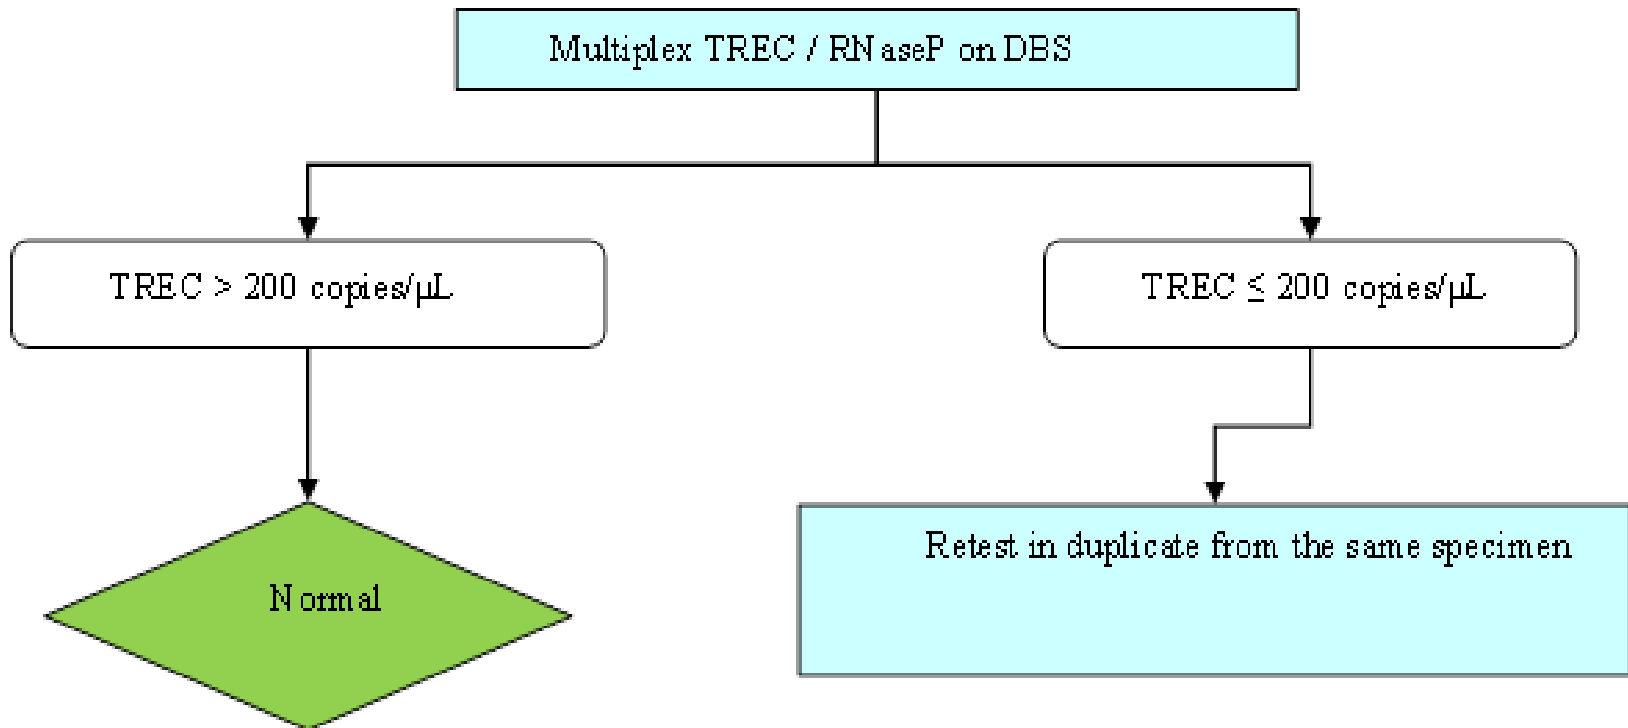 Multiplex TREC / RNaseP on DBS
TREC > 200 copies/µL
TREC ≤ 200 copies/µL
Normal
Retest in duplicate from the same specimen